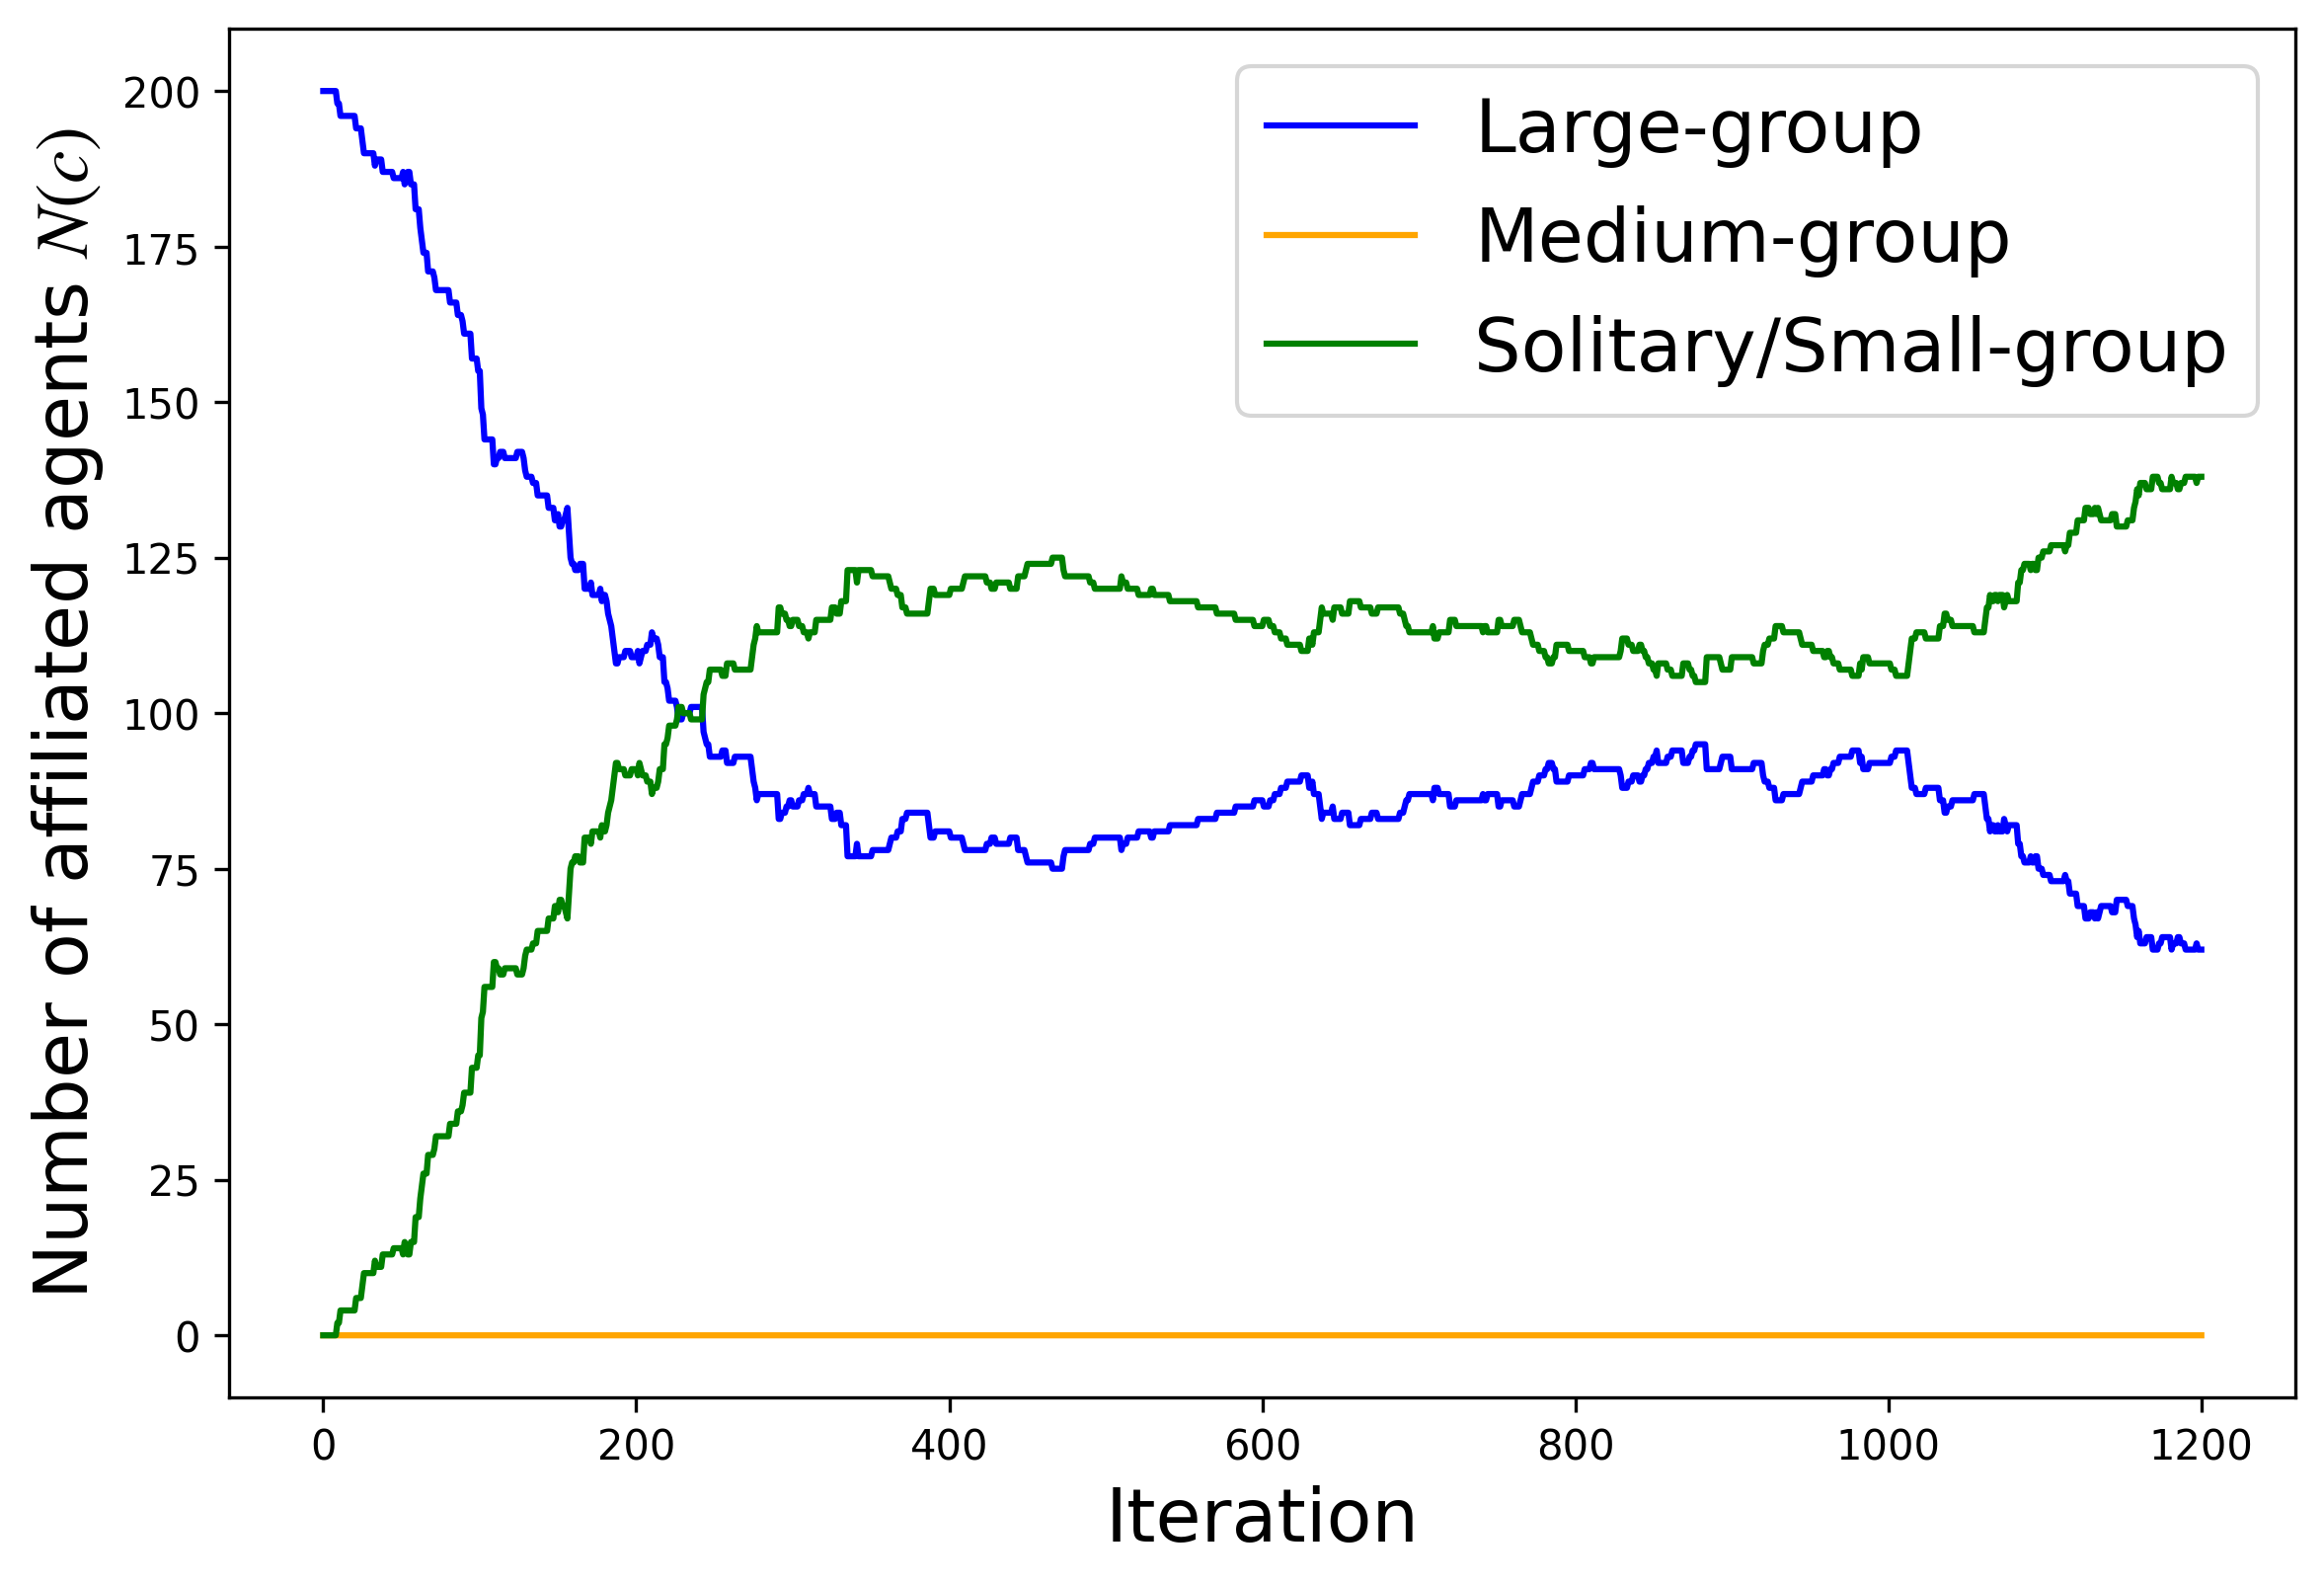 Number of affiliated agents N(c)
200
175
150
125
100
75
50
25
0
Large-group
Medium-group
Solitary/Small-group
0 200 400 600 800 1000 1200
Iteration